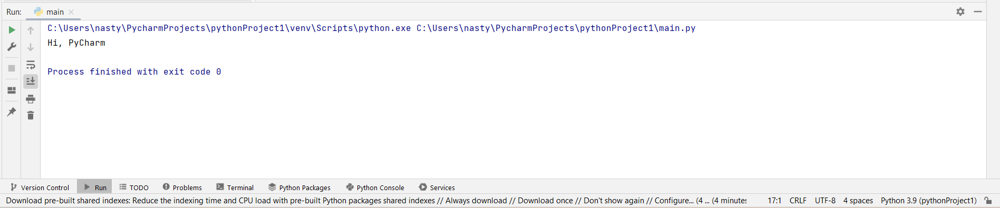 Run: main
C:\Users\nasty\PycharmProjects\pythonProject1\venv\Scripts\python.exe C:\Users\nasty\PycharmProjects\pythonProject1\main.py
Hi, PyCharm
Process finished with exit code 0
Version Control Run TODO Problems Terminal Python Packages Python Console Services
Download pre-built shared indexes: Reduce the indexing time and CPU load with pre-built Python packages shared indexes // Always download // Download once // Don't show again // Configure... (4 ... (4 minutes 17:1 CRLF UTF-8 4 spaces Python 3.9 (pythonProject1)